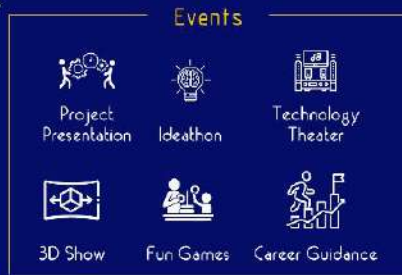 Events
Project
Presentation
Ideathon
Technology
Theater
3D Show
Fun Games
Career Guidance